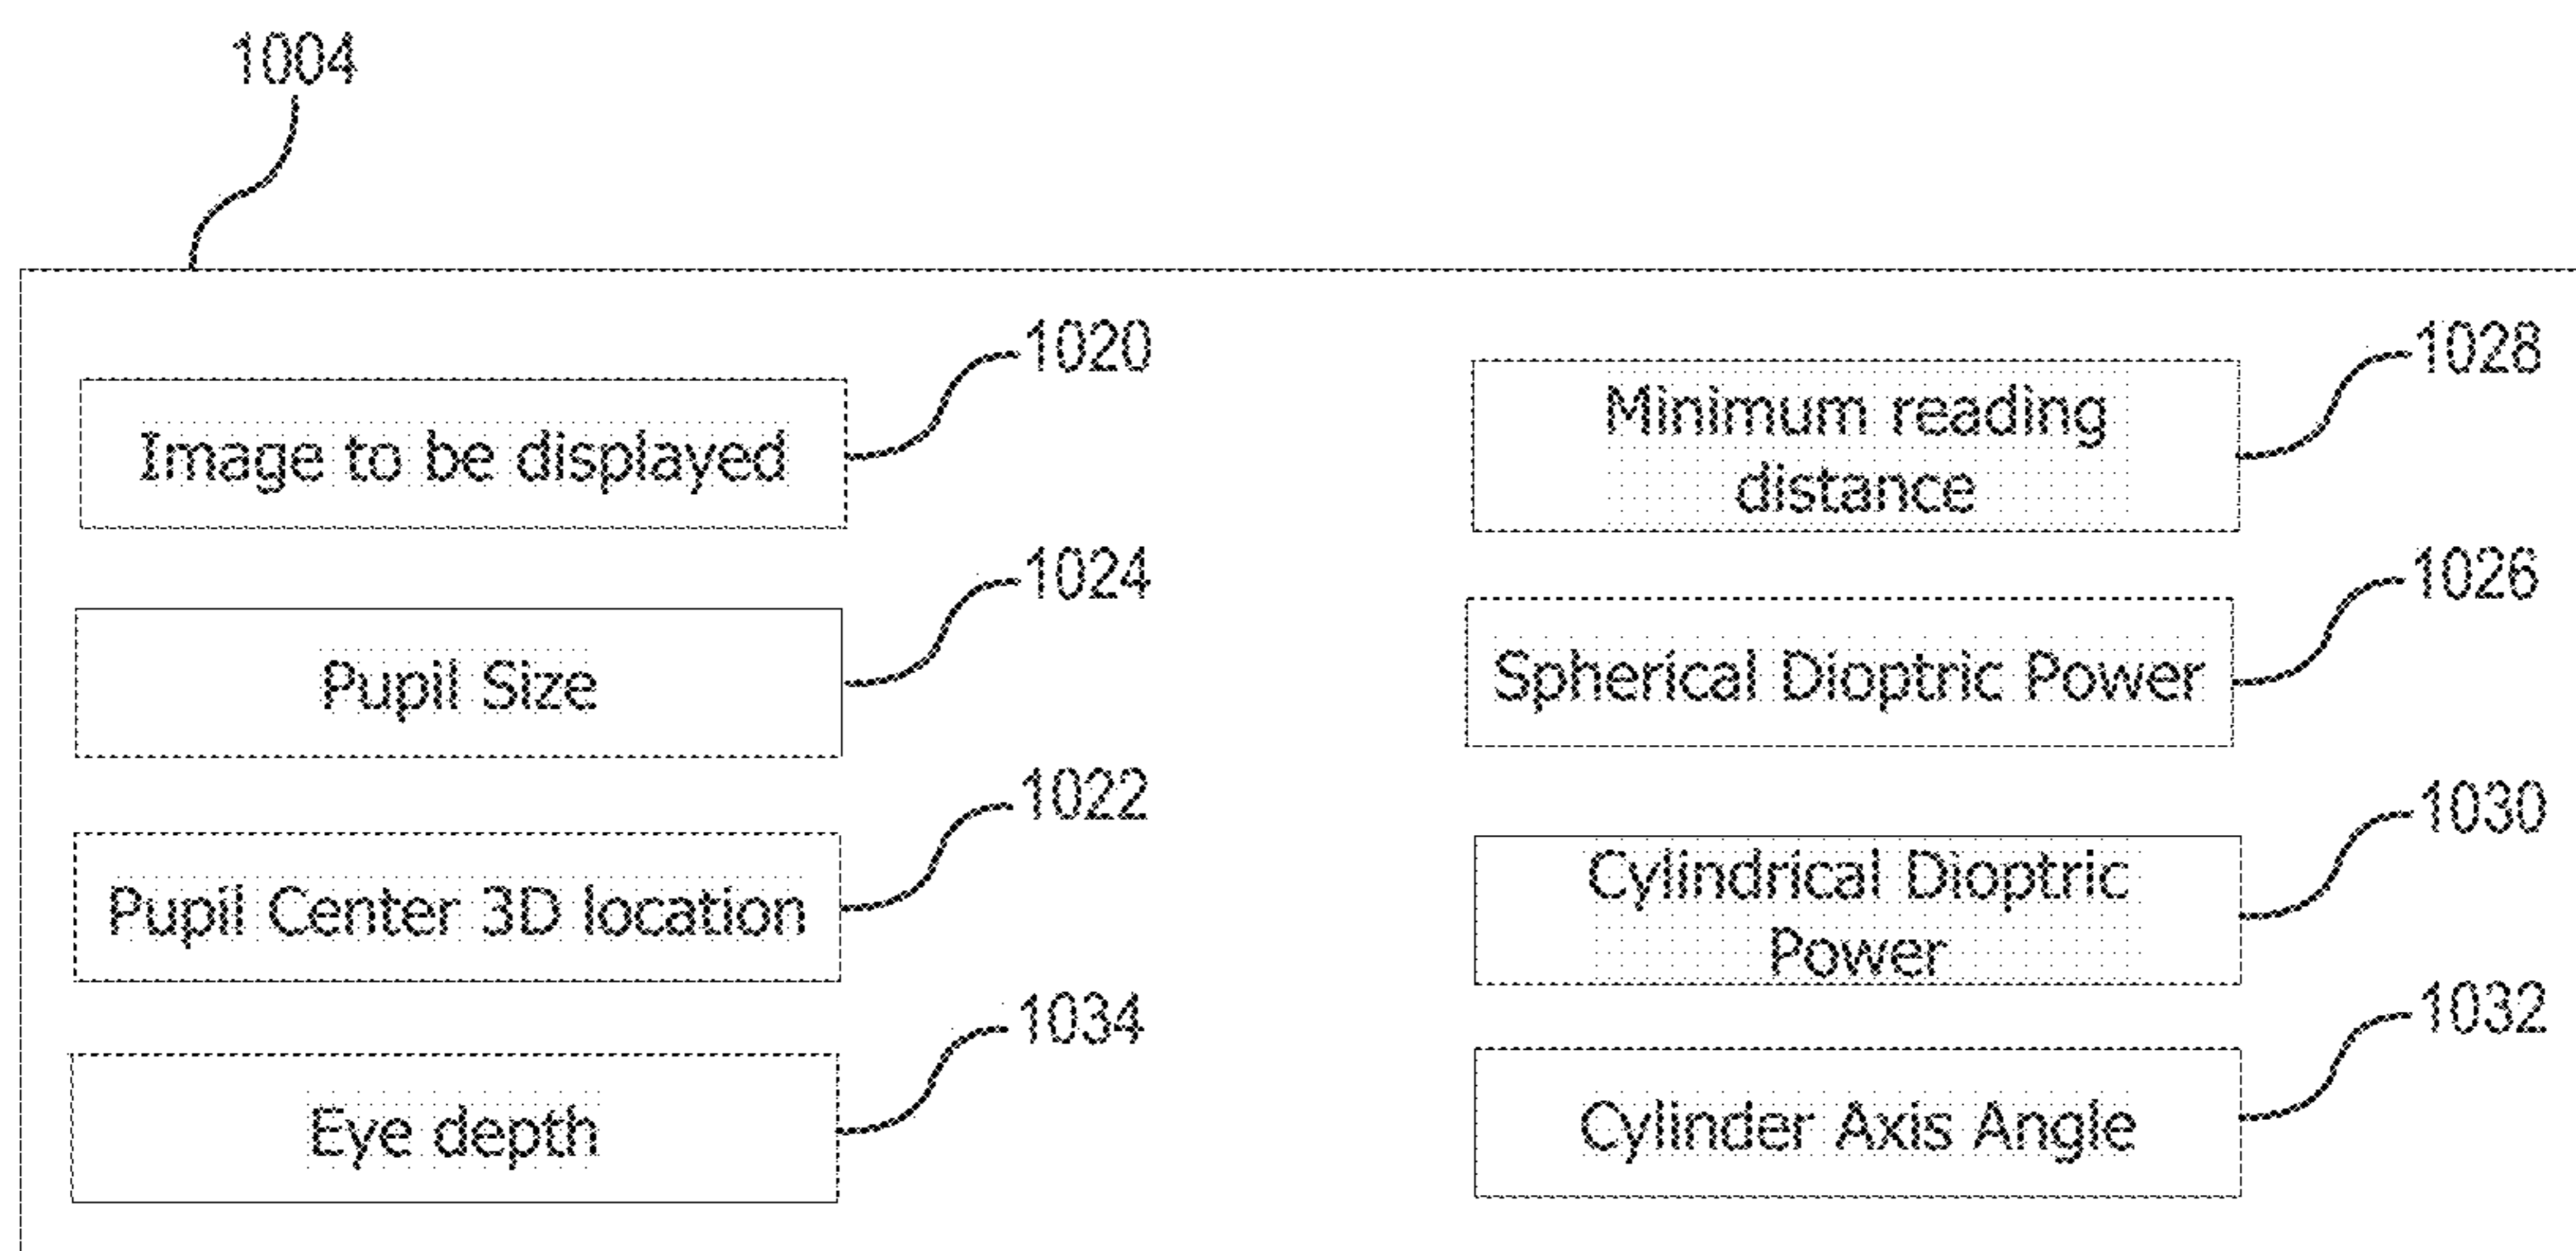 1004
1020
Image to be displayed
1024
Pupil Size
1022
Pupil Center 3D location
1034
Eye depth
1028
Minimum reading
distance
1026
Spherical Dioptric Power
1030
Cylindrical Dioptric
Power
1032
Cylinder Axis Angle